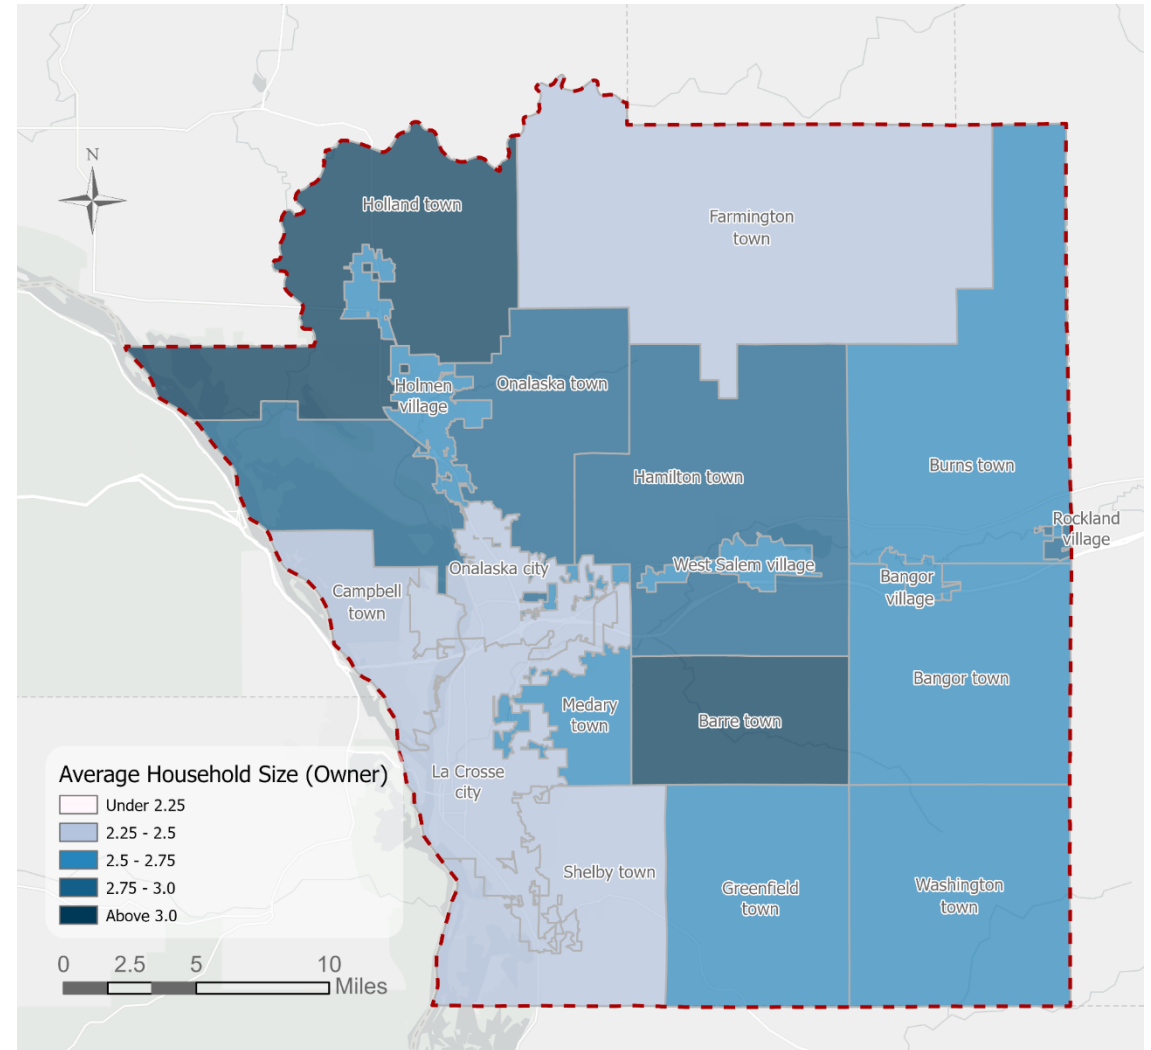 N
Holland town
Farmington
town
Holmen
village
Onalaska town
Hamilton town
Burns town
Rockland
village
Onalaska city
West Salem village
Bangor
village
Campbell
town
Medary
town
Barre town
Bangor town
La Crosse
city
Shelby town
Greenfield
town
Washington
town
Average Household Size (Owner)
Under 2.25
2.25 - 2.5
2.5 - 2.75
2.75 - 3.0
Above 3.0
0 2.5 5 10
Miles